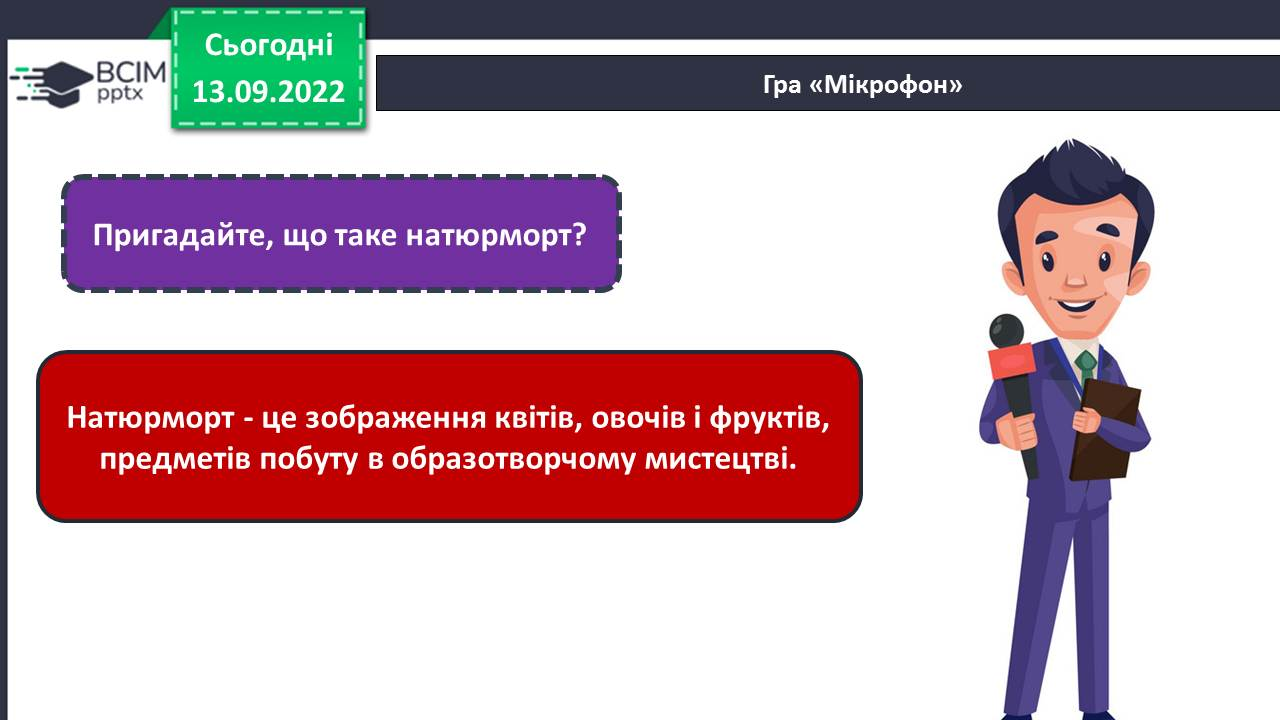 Сьогодні
13.09.2022
BCIM
pptx
Гра «Мікрофон»
Пригадайте, що таке натюрморт?
Натюрморт - це зображення квітів, овочів і фруктів,
предметів побуту в образотворчому мистецтві.